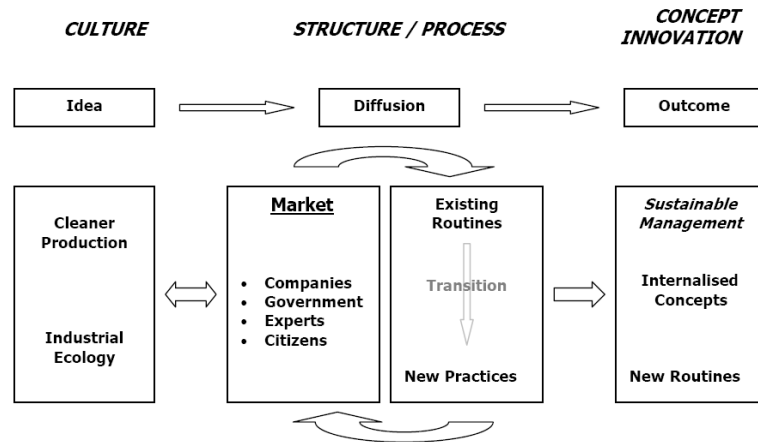 CULTURE
STRUCTURE / PROCESS
CONCEPT
INNOVATION
Idea
Diffusion
Outcome
Cleaner
Production
Industrial
Ecology
Market
• Companies
• Government
• Experts
• Citizens
Existing
Routines
Transition
New Practices
Sustainable
Management
Internalised
Concepts
New Routines